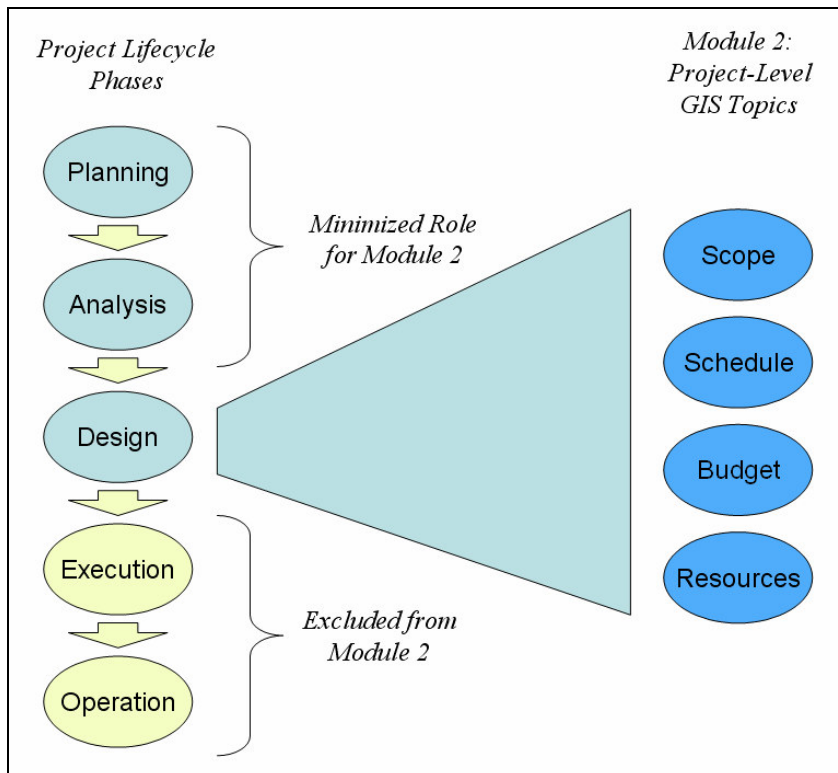 Project Lifecycle
Phases
Planning
Analysis
Design
Execution
Operation
Minimized Role
for Module 2
Excluded from
Module 2
Module 2:
Project-Level
GIS Topics
Scope
Schedule
Budget
Resources